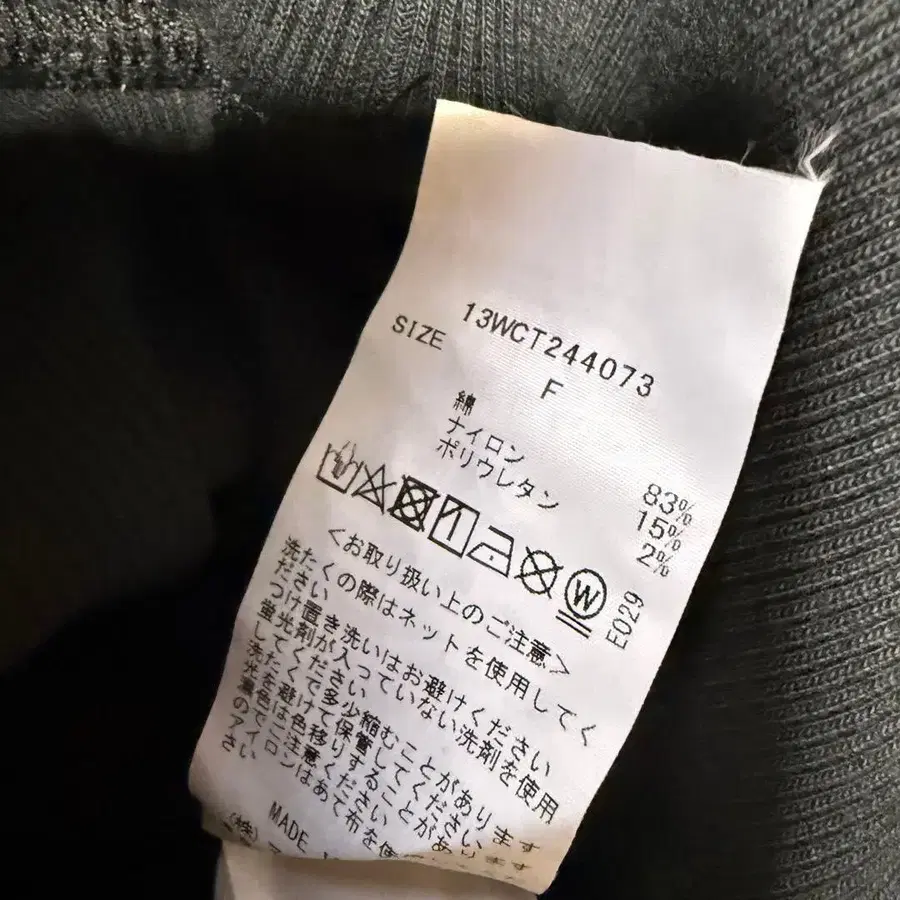 13WCT244073
SIZE F
綿 83%
ナイロン 15%
ポリウレタン 2%
W
E029
<お取り扱い上のご注意>
洗たくの際はネットを使用してく
ださい
つけ置き洗いはお避けください
蛍光剤が入っていない洗剤を使用
してください
洗たくで多少縮むことがあります
光を避けて保管してください
濃色は色移りすることがあります
のでご注意ください
アイロンはあて布を使
さい
MADE
(株)